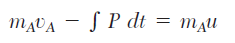 m_A v_A − ∫ P dt = m_A u